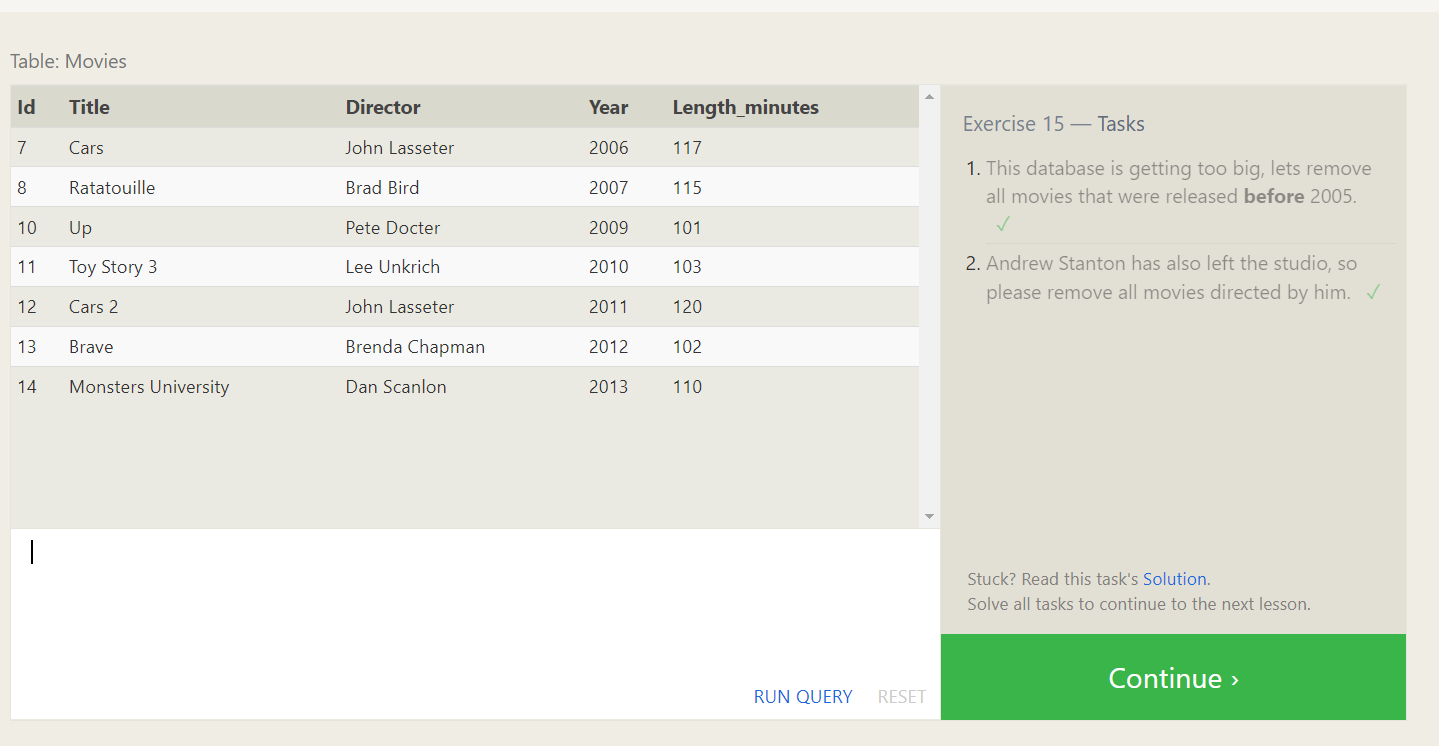 Table: Movies
Id Title Director Year Length_minutes
7 Cars John Lasseter 2006 117
8 Ratatouille Brad Bird 2007 115
10 Up Pete Docter 2009 101
11 Toy Story 3 Lee Unkrich 2010 103
12 Cars 2 John Lasseter 2011 120
13 Brave Brenda Chapman 2012 102
14 Monsters University Dan Scanlon 2013 110
RUN QUERY RESET
Exercise 15 — Tasks
1. This database is getting too big, lets remove
all movies that were released before 2005.
✓
2. Andrew Stanton has also left the studio, so
please remove all movies directed by him. ✓
Stuck? Read this task's Solution.
Solve all tasks to continue to the next lesson.
Continue ›